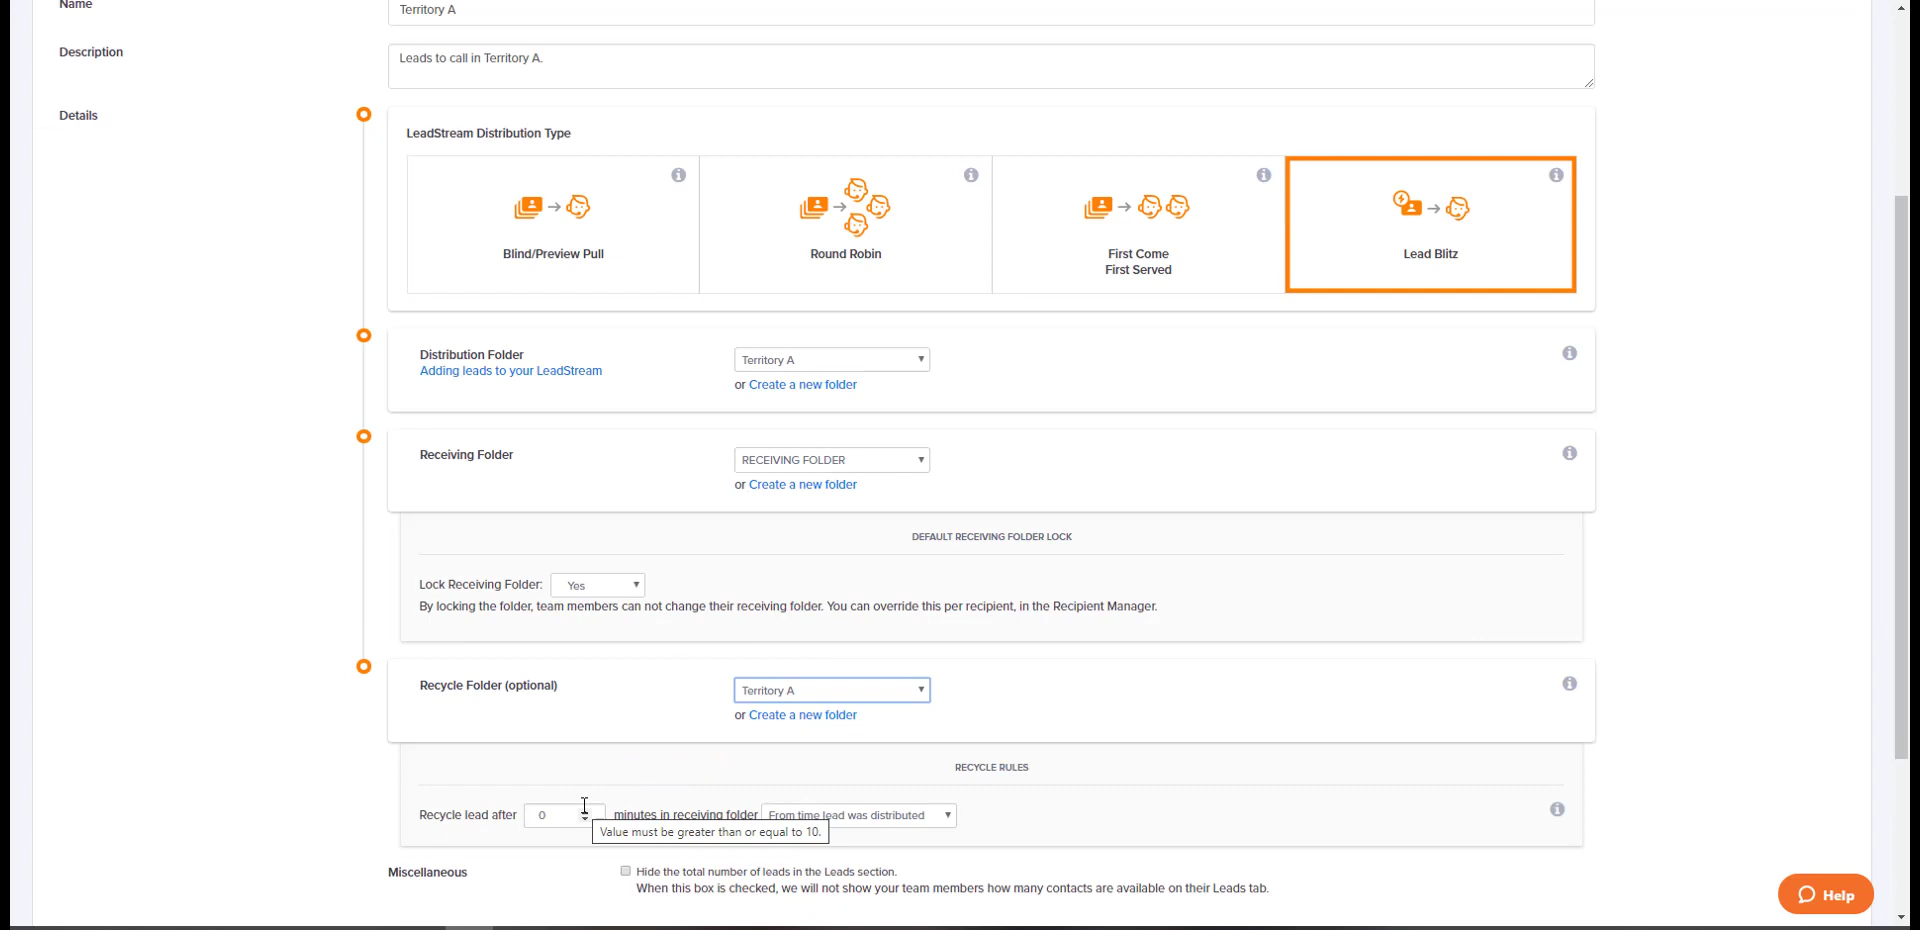 Name
Territory A
Description
Leads to call in Territory A.
Details
LeadStream Distribution Type
Blind/Preview Pull
Round Robin
First Come
First Served
Lead Blitz
Distribution Folder
Territory A
Adding leads to your LeadStream
or Create a new folder
Receiving Folder
RECEIVING FOLDER
or Create a new folder
DEFAULT RECEIVING FOLDER LOCK
Lock Receiving Folder: Yes
By locking the folder, team members can not change their receiving folder. You can override this per recipient, in the Recipient Manager.
Recycle Folder (optional)
Territory A
or Create a new folder
RECYCLE RULES
Recycle lead after 0 minutes in receiving folder From time lead was distributed
Value must be greater than or equal to 10.
Miscellaneous
Hide the total number of leads in the Leads section.
When this box is checked, we will not show your team members how many contacts are available on their Leads tab.
Help